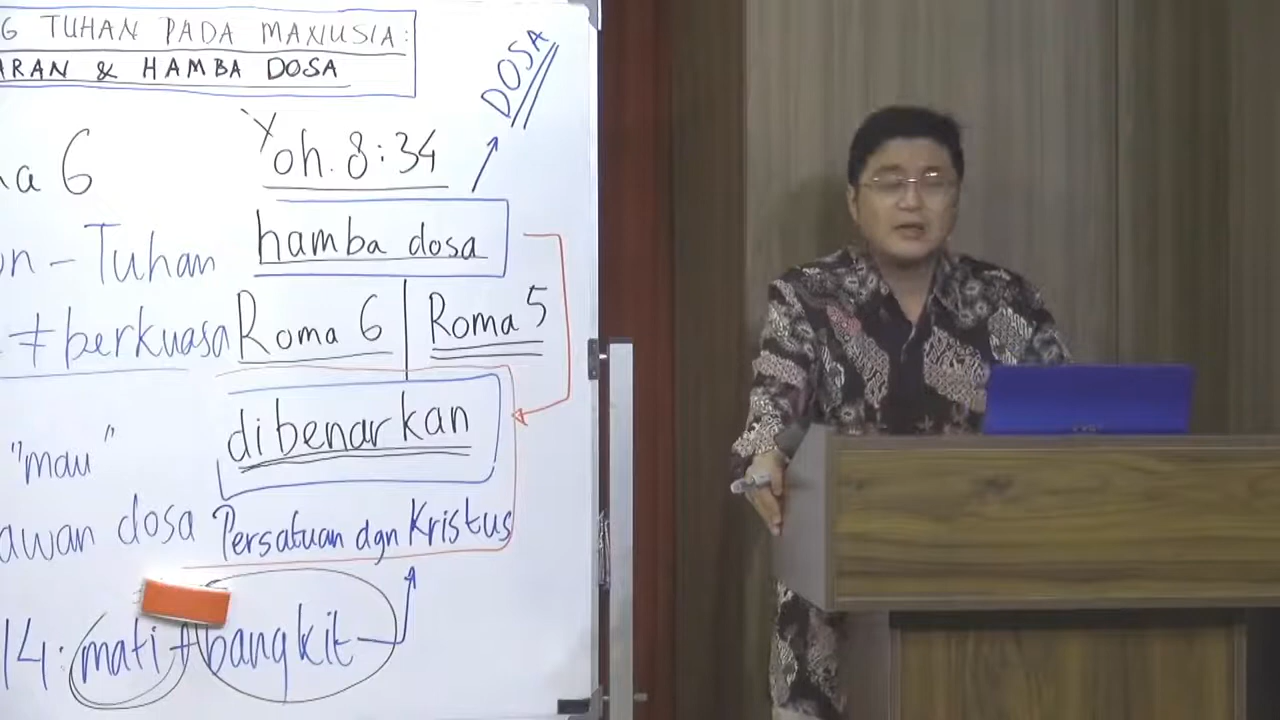 G TUHAN PADA MANUSIA:
ARAN & HAMBA DOSA
DOSA
Yoh. 8:34
a 6
hamba dosa
n - Tuhan
≠ berkuasa
Roma 6 | Roma 5
dibenarkan
"mau"
awan dosa
Persatuan dgn Kristus
14: mati + bangkit